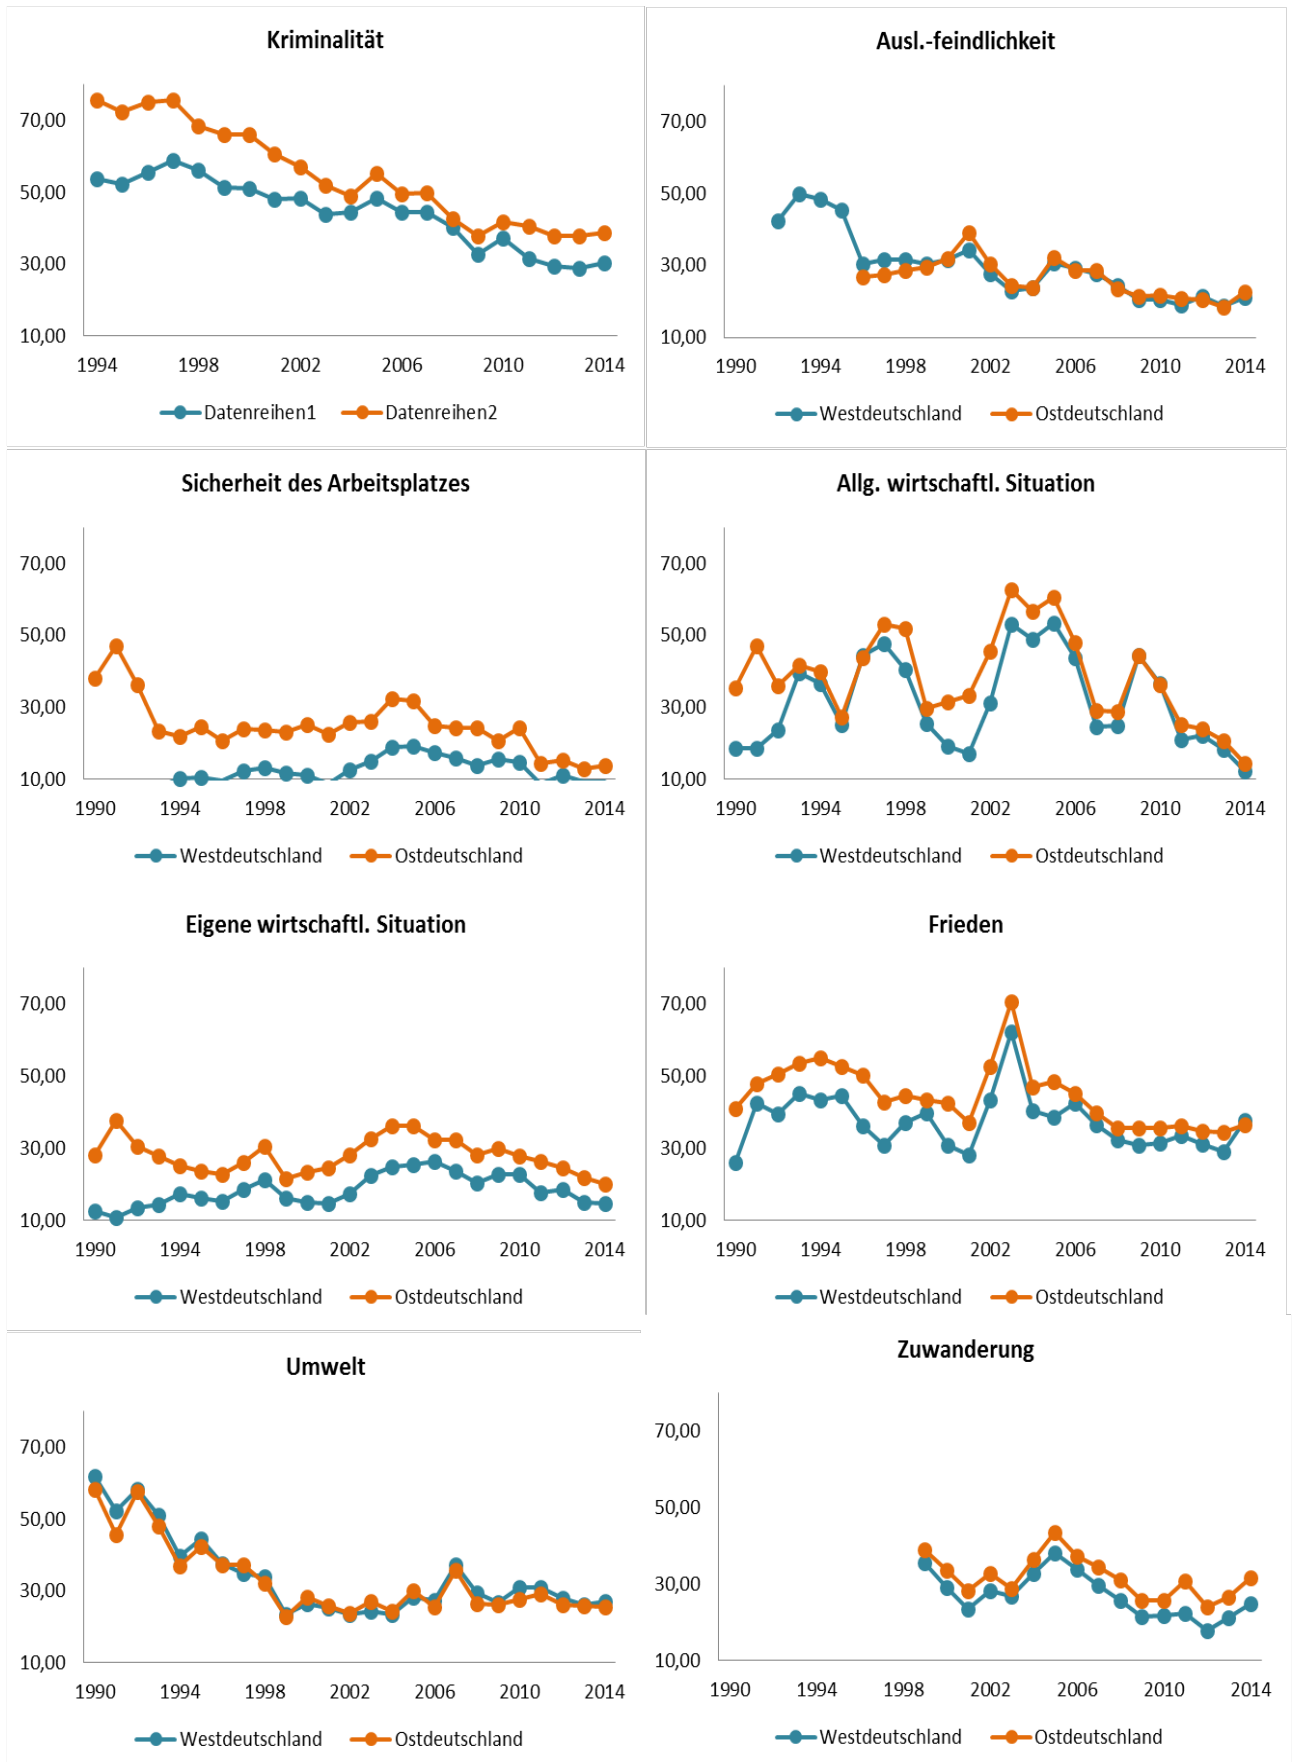 Kriminalität
70,00
50,00
30,00
10,00
1994 1998 2002 2006 2010 2014
Datenreihen1 Datenreihen2
Ausl.-feindlichkeit
70,00
50,00
30,00
10,00
1990 1994 1998 2002 2006 2010 2014
Westdeutschland Ostdeutschland
Sicherheit des Arbeitsplatzes
70,00
50,00
30,00
10,00
1990 1994 1998 2002 2006 2010 2014
Westdeutschland Ostdeutschland
Allg. wirtschaftl. Situation
70,00
50,00
30,00
10,00
1990 1994 1998 2002 2006 2010 2014
Westdeutschland Ostdeutschland
Eigene wirtschaftl. Situation
70,00
50,00
30,00
10,00
1990 1994 1998 2002 2006 2010 2014
Westdeutschland Ostdeutschland
Frieden
70,00
50,00
30,00
10,00
1990 1994 1998 2002 2006 2010 2014
Westdeutschland Ostdeutschland
Umwelt
70,00
50,00
30,00
10,00
1990 1994 1998 2002 2006 2010 2014
Westdeutschland Ostdeutschland
Zuwanderung
70,00
50,00
30,00
10,00
1990 1994 1998 2002 2006 2010 2014
Westdeutschland Ostdeutschland